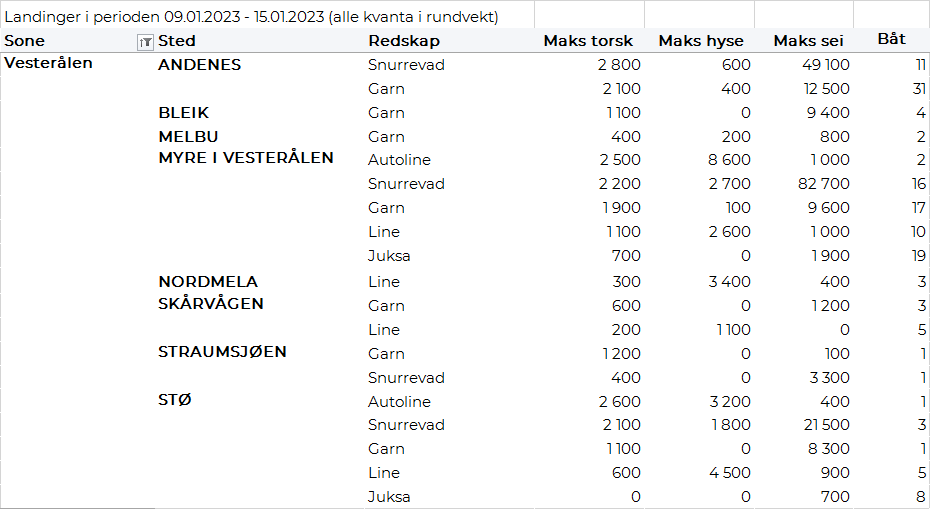 Landinger i perioden 09.01.2023 - 15.01.2023 (alle kvanta i rundvekt)
Sone Sted Redskap Maks torsk Maks hyse Maks sei Båt
Vesterålen ANDENES Snurrevad 2 800 600 49 100 11
Garn 2 100 400 12 500 31
BLEIK Garn 1 100 0 9 400 4
MELBU Garn 400 200 800 2
MYRE I VESTERÅLEN Autoline 2 500 8 600 1 000 2
Snurrevad 2 200 2 700 82 700 16
Garn 1 900 100 9 600 17
Line 1 100 2 600 1 000 10
Juksa 700 0 1 900 19
NORDMELA Line 300 3 400 400 3
SKÅRVÅGEN Garn 600 0 1 200 3
Line 200 1 100 0 5
STRAUMSJØEN Garn 1 200 0 100 1
Snurrevad 400 0 3 300 1
STØ Autoline 2 600 3 200 400 1
Snurrevad 2 100 1 800 21 500 3
Garn 1 100 0 8 300 1
Line 600 4 500 900 5
Juksa 0 0 700 8